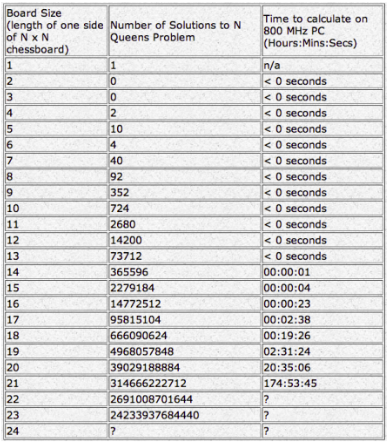 Board Size
(length of one side
of N x N
chessboard)
Number of Solutions to N
Queens Problem
Time to calculate on
800 MHz PC
(Hours:Mins:Secs)
1 1 n/a
2 0 < 0 seconds
3 0 < 0 seconds
4 2 < 0 seconds
5 10 < 0 seconds
6 4 < 0 seconds
7 40 < 0 seconds
8 92 < 0 seconds
9 352 < 0 seconds
10 724 < 0 seconds
11 2680 < 0 seconds
12 14200 < 0 seconds
13 73712 < 0 seconds
14 365596 00:00:01
15 2279184 00:00:04
16 14772512 00:00:23
17 95815104 00:02:38
18 666090624 00:19:26
19 4968057848 02:31:24
20 39029188884 20:35:06
21 314666222712 174:53:45
22 2691008701644 ?
23 24233937684440 ?
24 ? ?